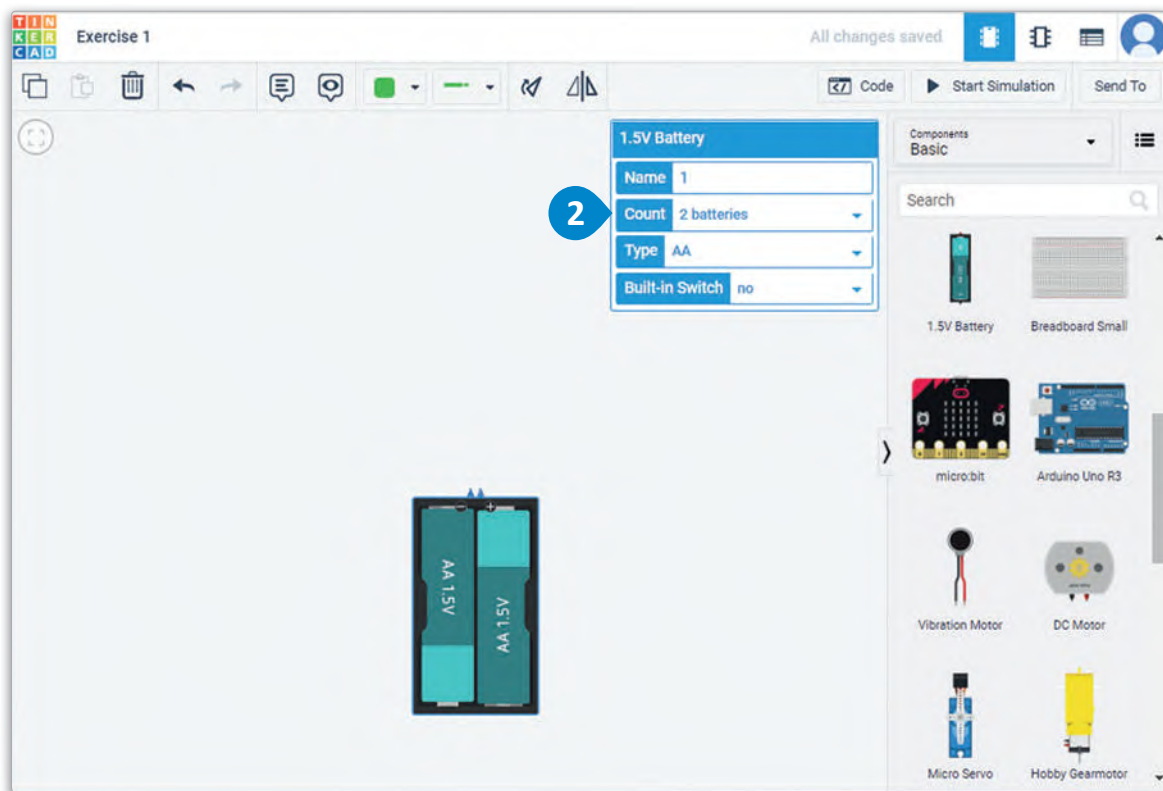 TIN
KER
CAD
Exercise 1
All changes saved
Code
Start Simulation
Send To
1.5V Battery
Name 1
2
Count 2 batteries
Type AA
Built-in Switch no
Components
Basic
Search
1.5V Battery
Breadboard Small
micro:bit
Arduino Uno R3
Vibration Motor
DC Motor
Micro Servo
Hobby Gearmotor
AA 1.5V
AA 1.5V